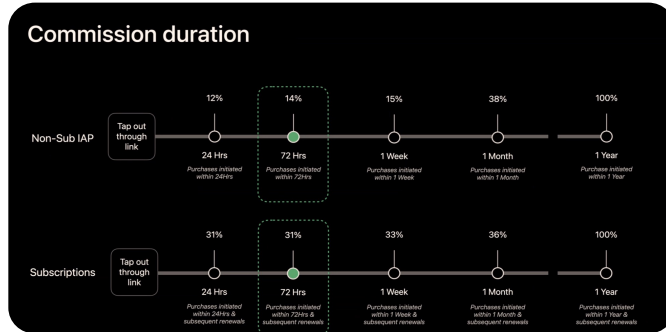 Commission duration
12% 14% 15% 38% 100%
Non-Sub IAP
Tap out
through
link
24 Hrs 72 Hrs 1 Week 1 Month 1 Year
Purchases initiated Purchases initiated Purchases initiated Purchases initiated Purchases initiated
within 24Hrs within 72Hrs within 1 Week within 1 Month within 1 Year
31% 31% 33% 36% 100%
Subscriptions
Tap out
through
link
24 Hrs 72 Hrs 1 Week 1 Month 1 Year
Purchases initiated Purchases initiated Purchases initiated Purchases initiated Purchases initiated
within 24Hrs & within 72Hrs & within 1 Week & within 1 Month & within 1 Year &
subsequent renewals subsequent renewals subsequent renewals subsequent renewals subsequent renewals